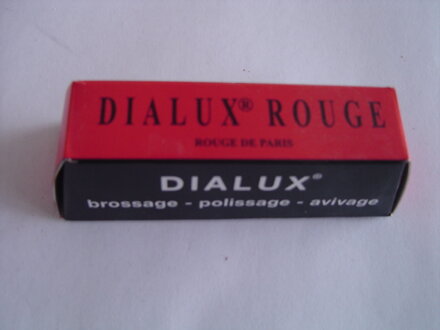 DIALUX® ROUGE
ROUGE DE PARIS
DIALUX®
brossage - polissage - avivage